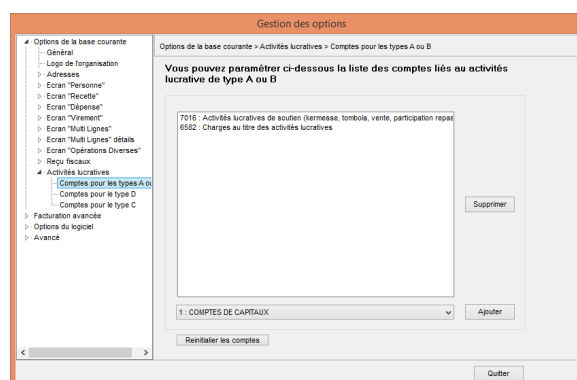 Gestion des options
Options de la base courante
Général
Logo de l'organisation
Adresses
Ecran "Personne"
Ecran "Recette"
Ecran "Dépense"
Ecran "Virement"
Ecran "Multi Lignes"
Ecran "Multi Lignes" détails
Ecran "Opérations Diverses"
Reçu fiscaux
Activités lucratives
Comptes pour les types A ou
Comptes pour le type D
Comptes pour le type C
Facturation avancée
Options du logiciel
Avancé
Options de la base courante > Activités lucratives > Comptes pour les types A ou B
Vous pouvez paramétrer ci-dessous la liste des comptes liés au activités
lucrative de type A ou B
7016 : Activités lucratives de soutien (kermesse, tombola, vente, participation repas
6582 : Charges au titre des activités lucratives
Supprimer
1 : COMPTES DE CAPITAUX
Ajouter
Reinitialier les comptes
Quitter